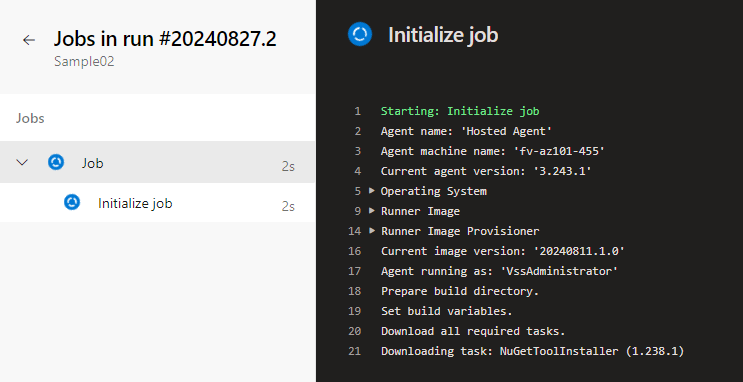 Jobs in run #20240827.2
Sample02
Jobs
Job 2s
Initialize job 2s
Initialize job
1 Starting: Initialize job
2 Agent name: 'Hosted Agent'
3 Agent machine name: 'fv-az101-455'
4 Current agent version: '3.243.1'
5 Operating System
9 Runner Image
14 Runner Image Provisioner
16 Current image version: '20240811.1.0'
17 Agent running as: 'VssAdministrator'
18 Prepare build directory.
19 Set build variables.
20 Download all required tasks.
21 Downloading task: NuGetToolInstaller (1.238.1)